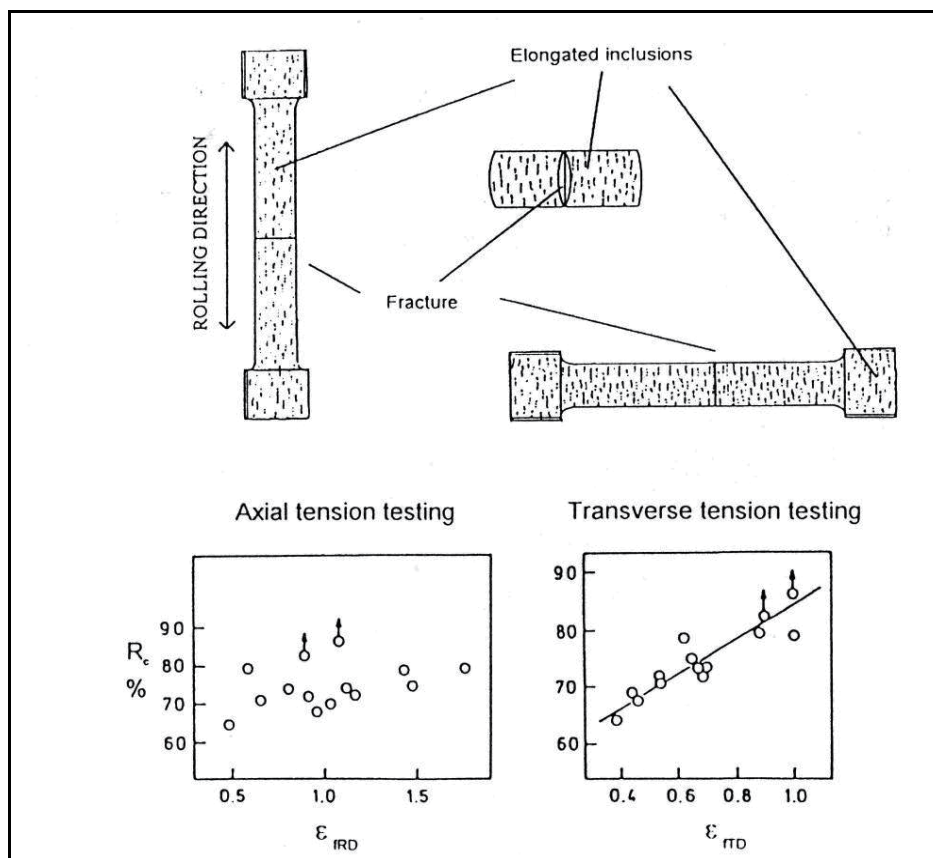 Elongated inclusions
ROLLING DIRECTION
Fracture
Axial tension testing
Transverse tension testing
R_c
%
90
80
70
60
0.5
1.0
1.5
ε fRD
90
80
70
60
0.4
0.6
0.8
1.0
ε fTD